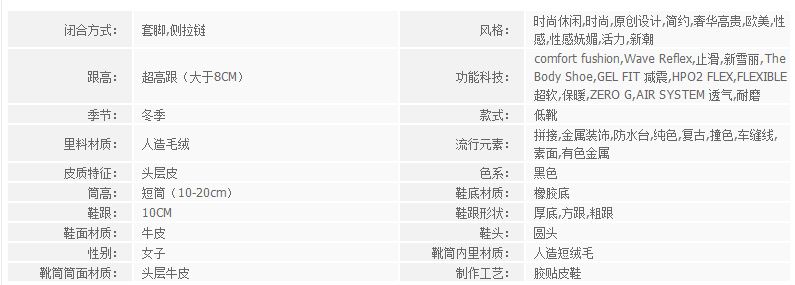 闭合方式： 套脚,侧拉链 风格： 时尚休闲,时尚,原创设计,简约,奢华高贵,欧美,性
感,性感妩媚,活力,新潮
跟高： 超高跟（大于8CM） 功能科技： comfort fushion,Wave Reflex,止滑,新雪丽,The
Body Shoe,GEL FIT 减震,HPO2 FLEX,FLEXIBLE
超软,保暖,ZERO G,AIR SYSTEM 透气,耐磨
季节： 冬季 款式： 低靴
里料材质： 人造毛绒 流行元素： 拼接,金属装饰,防水台,纯色,复古,撞色,车缝线,
素面,有色金属
皮质特征： 头层皮 色系： 黑色
筒高： 短筒（10-20cm） 鞋底材质： 橡胶底
鞋跟： 10CM 鞋跟形状： 厚底,方跟,粗跟
鞋面材质： 牛皮 鞋头： 圆头
性别： 女子 靴筒内里材质： 人造短绒毛
靴筒筒面材质： 头层牛皮 制作工艺： 胶贴皮鞋